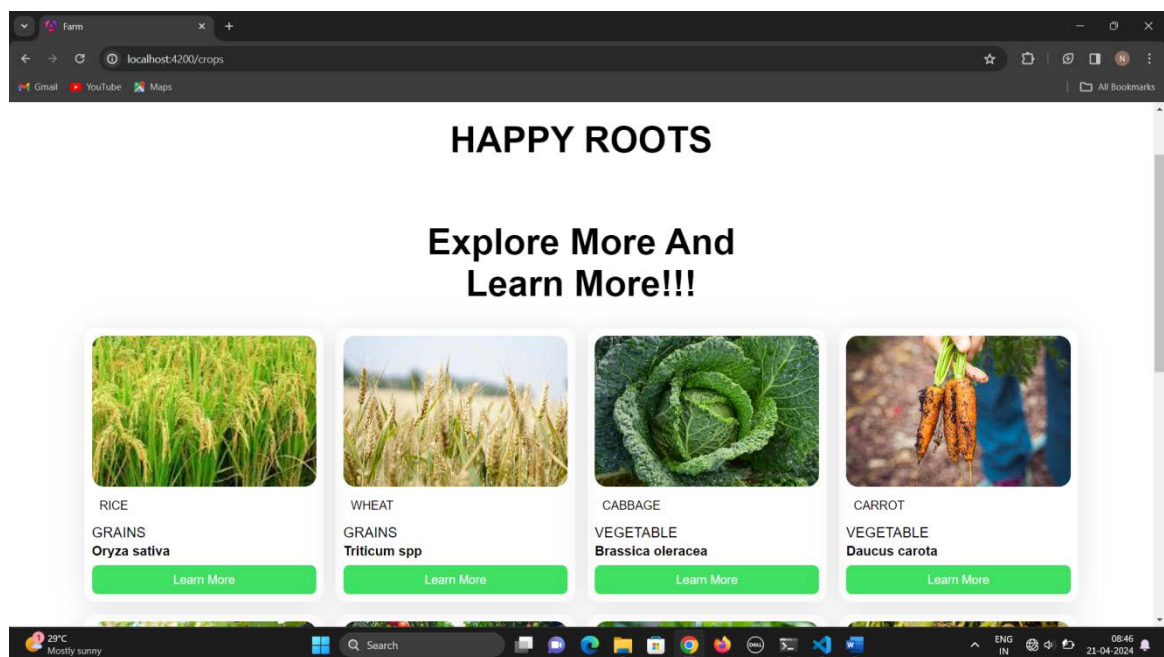 Farm
localhost:4200/crops
N
Gmail YouTube Maps
All Bookmarks
HAPPY ROOTS
Explore More And
Learn More!!!
RICE
GRAINS
Oryza sativa
Learn More
WHEAT
GRAINS
Triticum spp
Learn More
CABBAGE
VEGETABLE
Brassica oleracea
Learn More
CARROT
VEGETABLE
Daucus carota
Learn More
1
29°C
Mostly sunny
Search
DELL
ENG
IN
08:46
21-04-2024